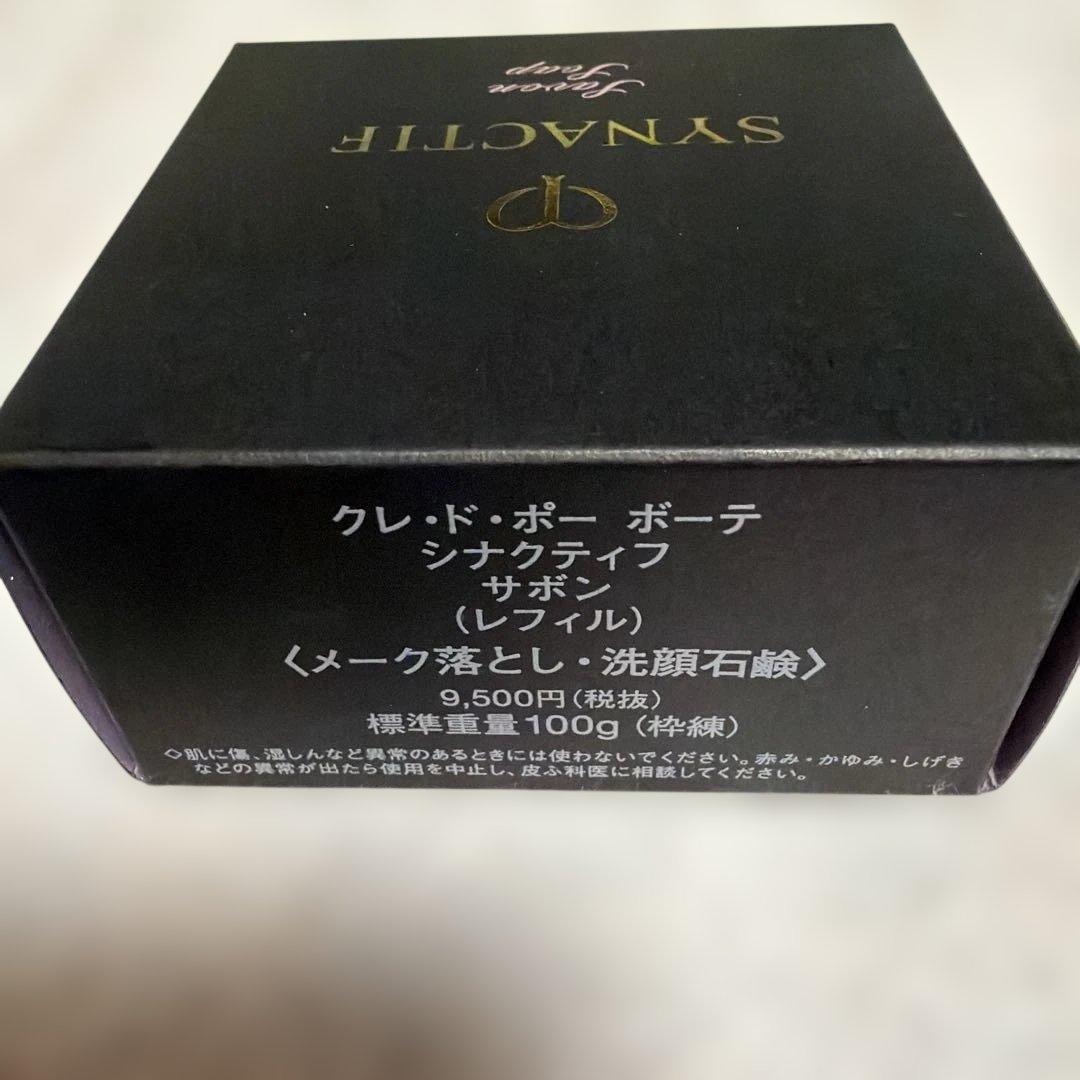 Savon
Soap
SYNACTIF
クレ・ド・ポー ボーテ
シナクティフ
サボン
(レフィル)
〈メーク落とし・洗顔石鹸〉
9,500円(税抜)
標準重量100g (枠練)
◇肌に傷、湿しんなど異常のあるときには使わないでください。赤み・かゆみ・しげき
などの異常が出たら使用を中止し、皮ふ科医に相談してください。